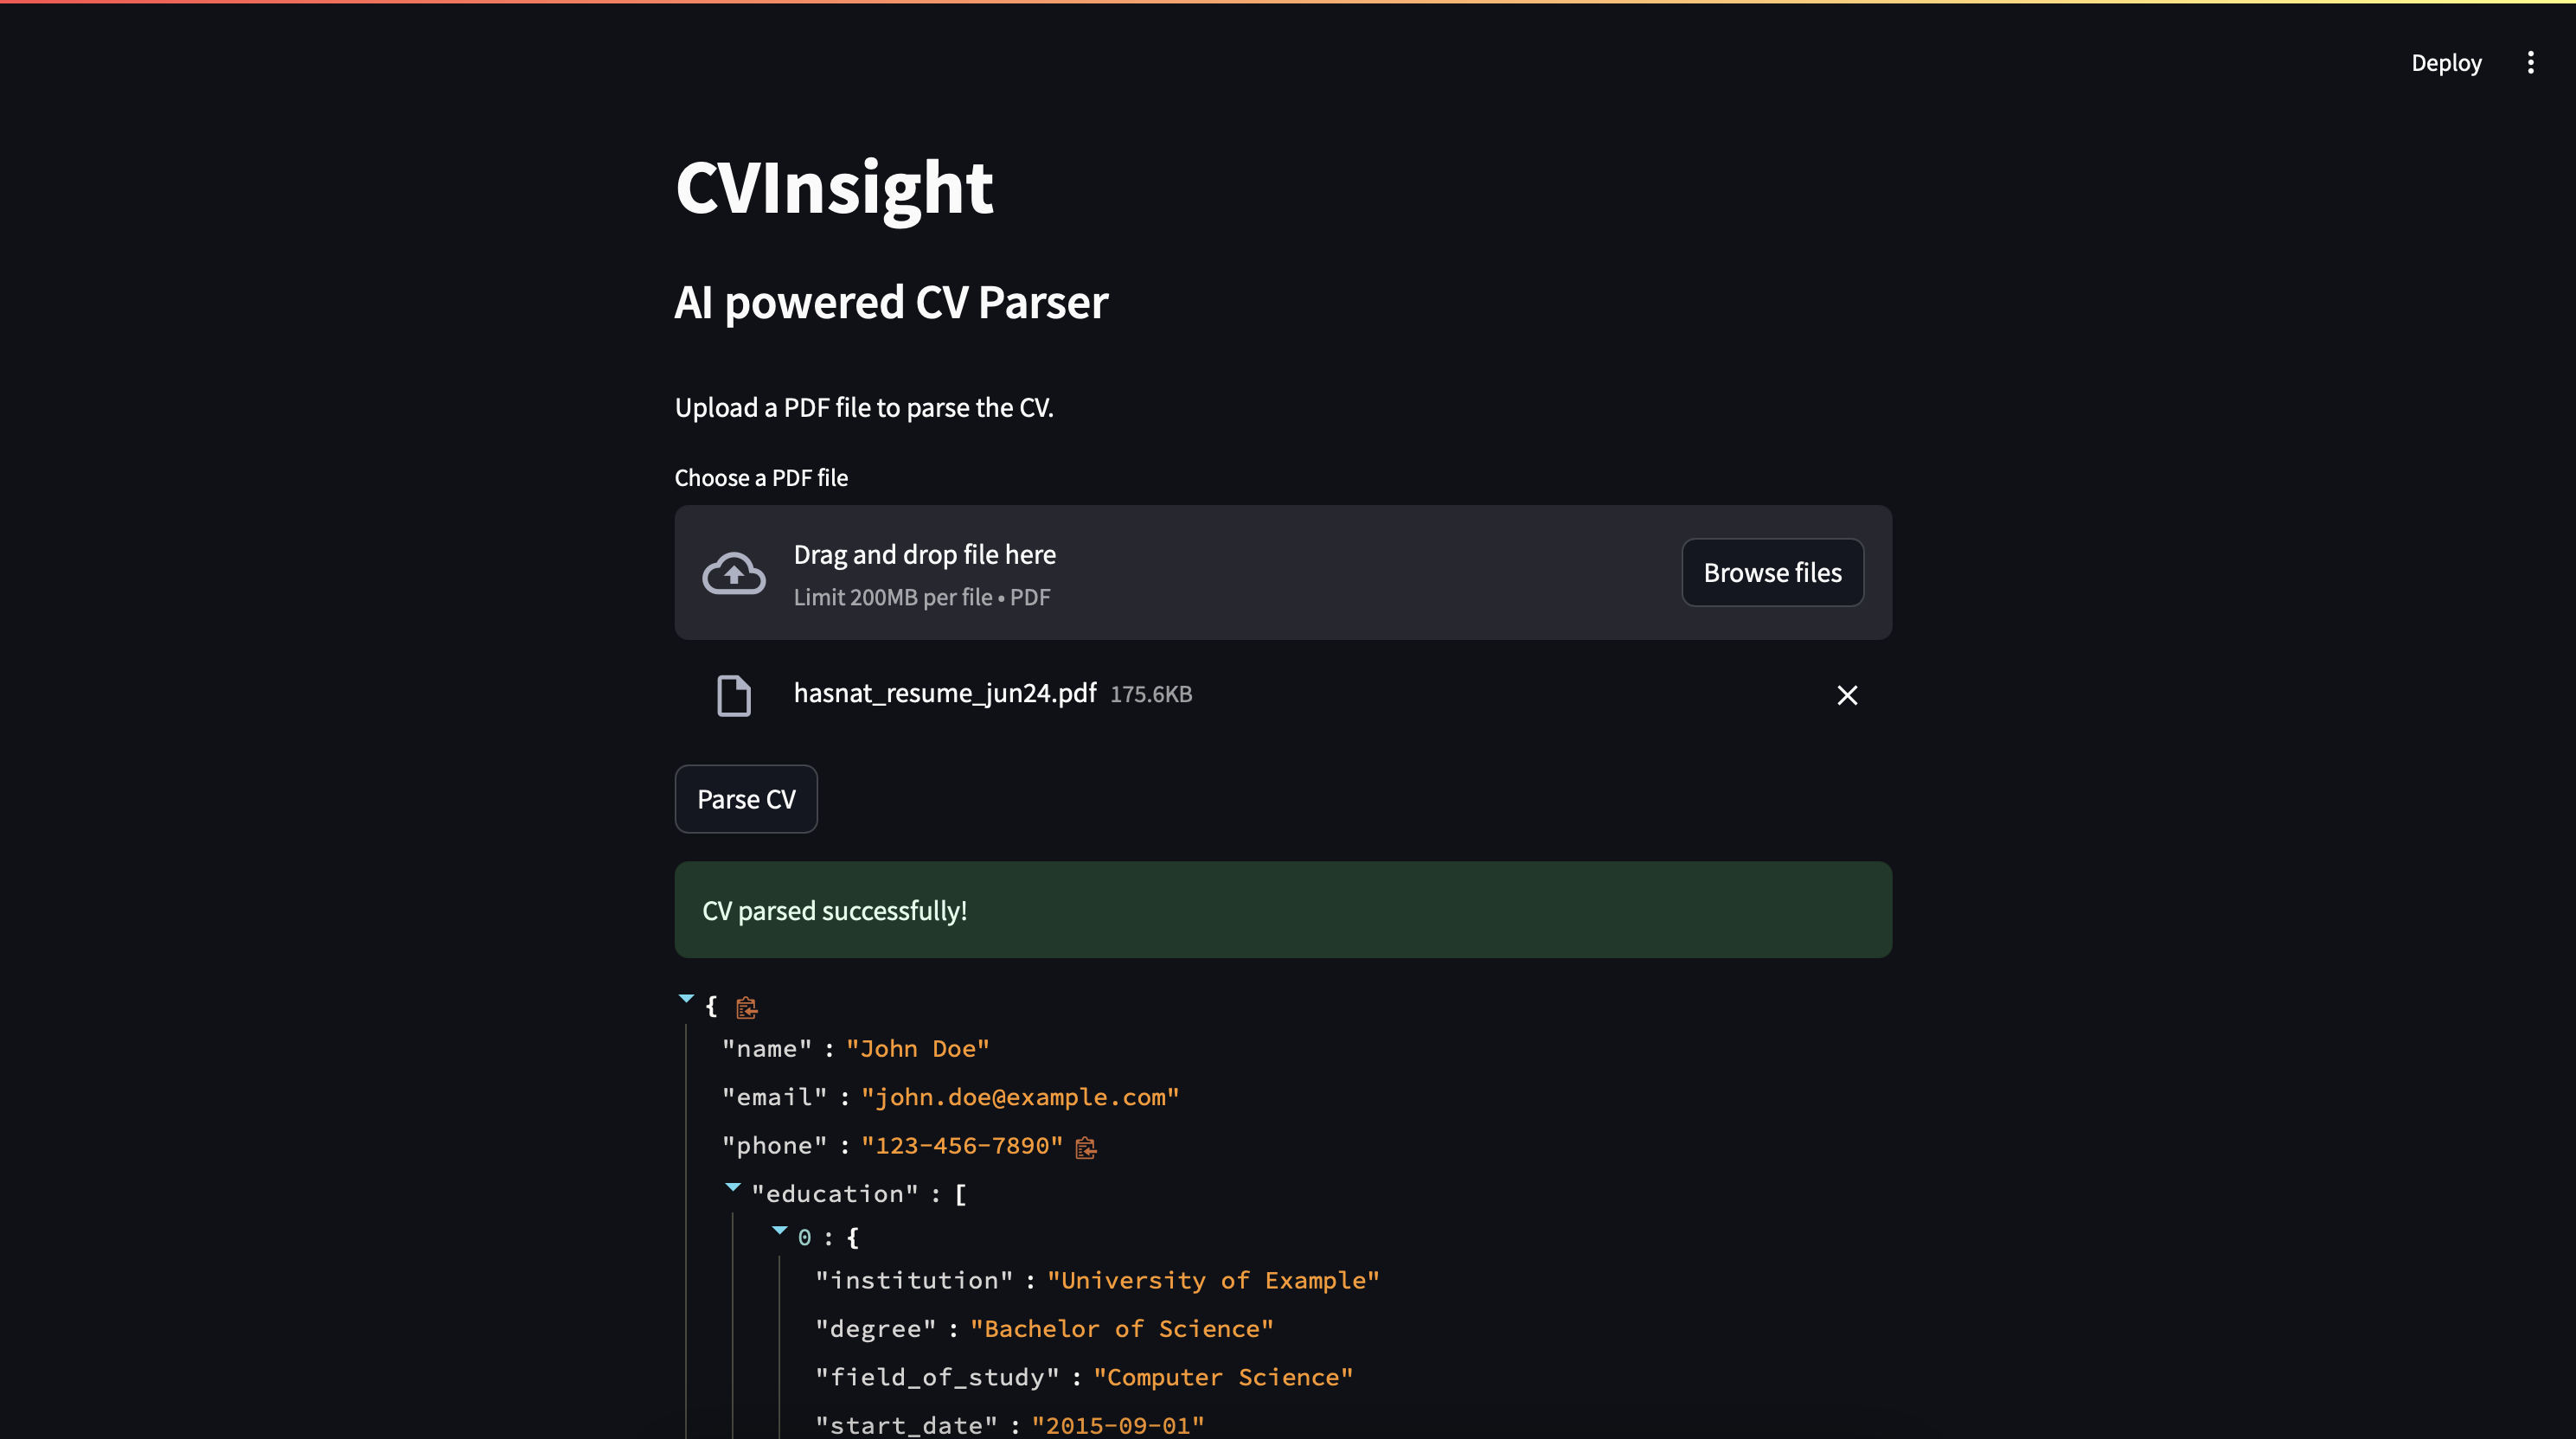 Deploy
CVInsight
AI powered CV Parser
Upload a PDF file to parse the CV.
Choose a PDF file
Drag and drop file here
Limit 200MB per file • PDF
Browse files
hasnat_resume_jun24.pdf 175.6KB
Parse CV
CV parsed successfully!
{
"name" : "John Doe"
"email" : "john.doe@example.com"
"phone" : "123-456-7890"
"education" : [
0 : {
"institution" : "University of Example"
"degree" : "Bachelor of Science"
"field_of_study" : "Computer Science"
"start_date" : "2015-09-01"